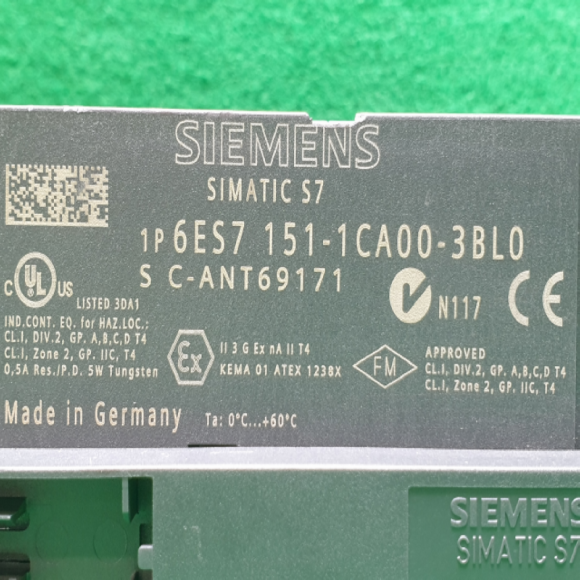 SIEMENS
SIMATIC S7
1P 6ES7 151-1CA00-3BL0
S C-ANT69171
N117
CE
C UL US
LISTED 3DA1
IND.CONT. EQ. for HAZ.LOC.:
CL.I, DIV.2, GP. A,B,C,D T4
CL.I, Zone 2, GP. IIC, T4
0,5A Res./P.D. 5W Tungsten
Ex
II 3 G Ex nA II T4
KEMA 01 ATEX 1238X
FM
APPROVED
CL.I, DIV.2, GP. A,B,C,D T4
CL.I, Zone 2, GP. IIC, T4
Made in Germany
Ta: 0°C...+60°C
SIEMENS
SIMATIC S7